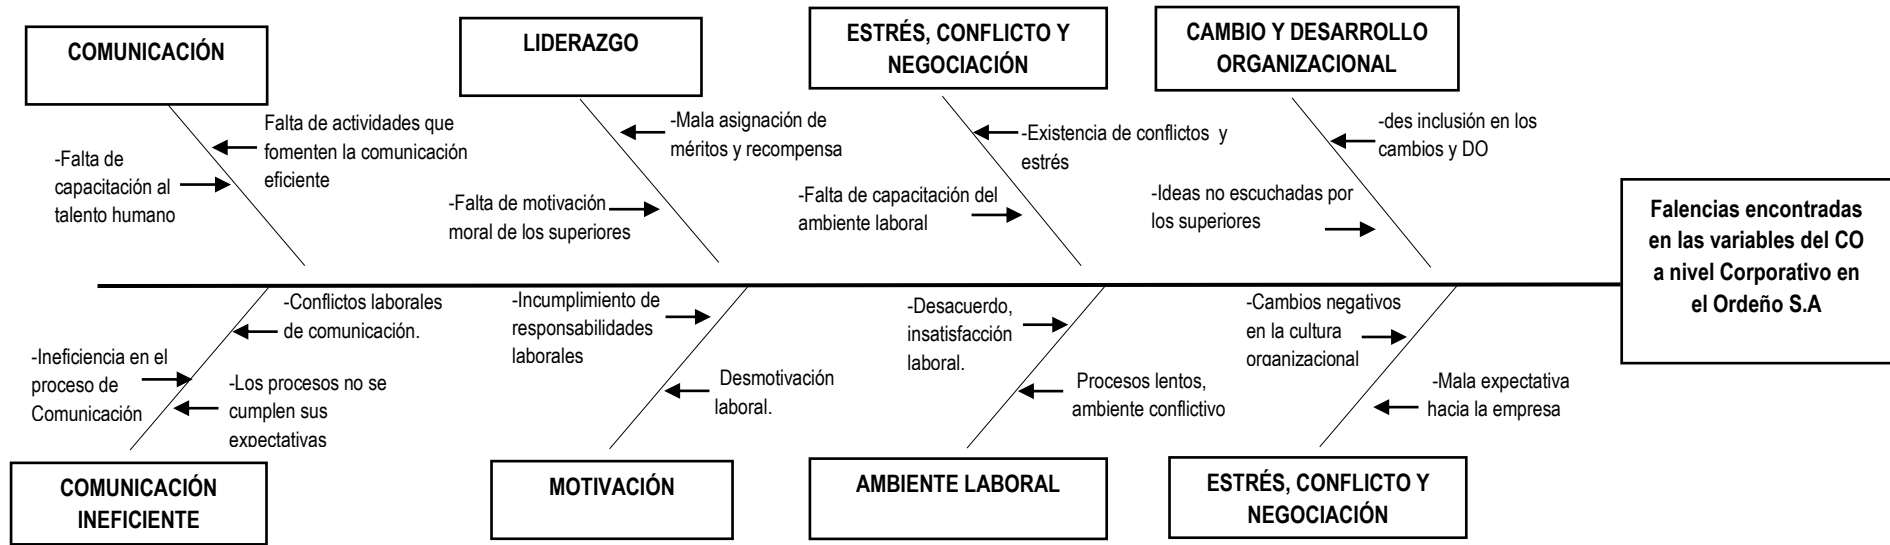 COMUNICACIÓN
LIDERAZGO
ESTRÉS, CONFLICTO Y
NEGOCIACIÓN
CAMBIO Y DESARROLLO
ORGANIZACIONAL
-Falta de
capacitación al
talento humano
Falta de actividades que
fomenten la comunicación
eficiente
-Mala asignación de
méritos y recompensa
-Falta de motivación
moral de los superiores
-Existencia de conflictos y
estrés
-Falta de capacitación del
ambiente laboral
-des inclusión en los
cambios y DO
-Ideas no escuchadas por
los superiores
Falencias encontradas
en las variables del CO
a nivel Corporativo en
el Ordeño S.A
-Conflictos laborales
de comunicación.
-Ineficiencia en el
proceso de
Comunicación
-Los procesos no se
cumplen sus
expectativas
-Incumplimiento de
responsabilidades
laborales
Desmotivación
laboral.
-Desacuerdo,
insatisfacción
laboral.
Procesos lentos,
ambiente conflictivo
-Cambios negativos
en la cultura
organizacional
-Mala expectativa
hacia la empresa
COMUNICACIÓN
INEFICIENTE
MOTIVACIÓN
AMBIENTE LABORAL
ESTRÉS, CONFLICTO Y
NEGOCIACIÓN